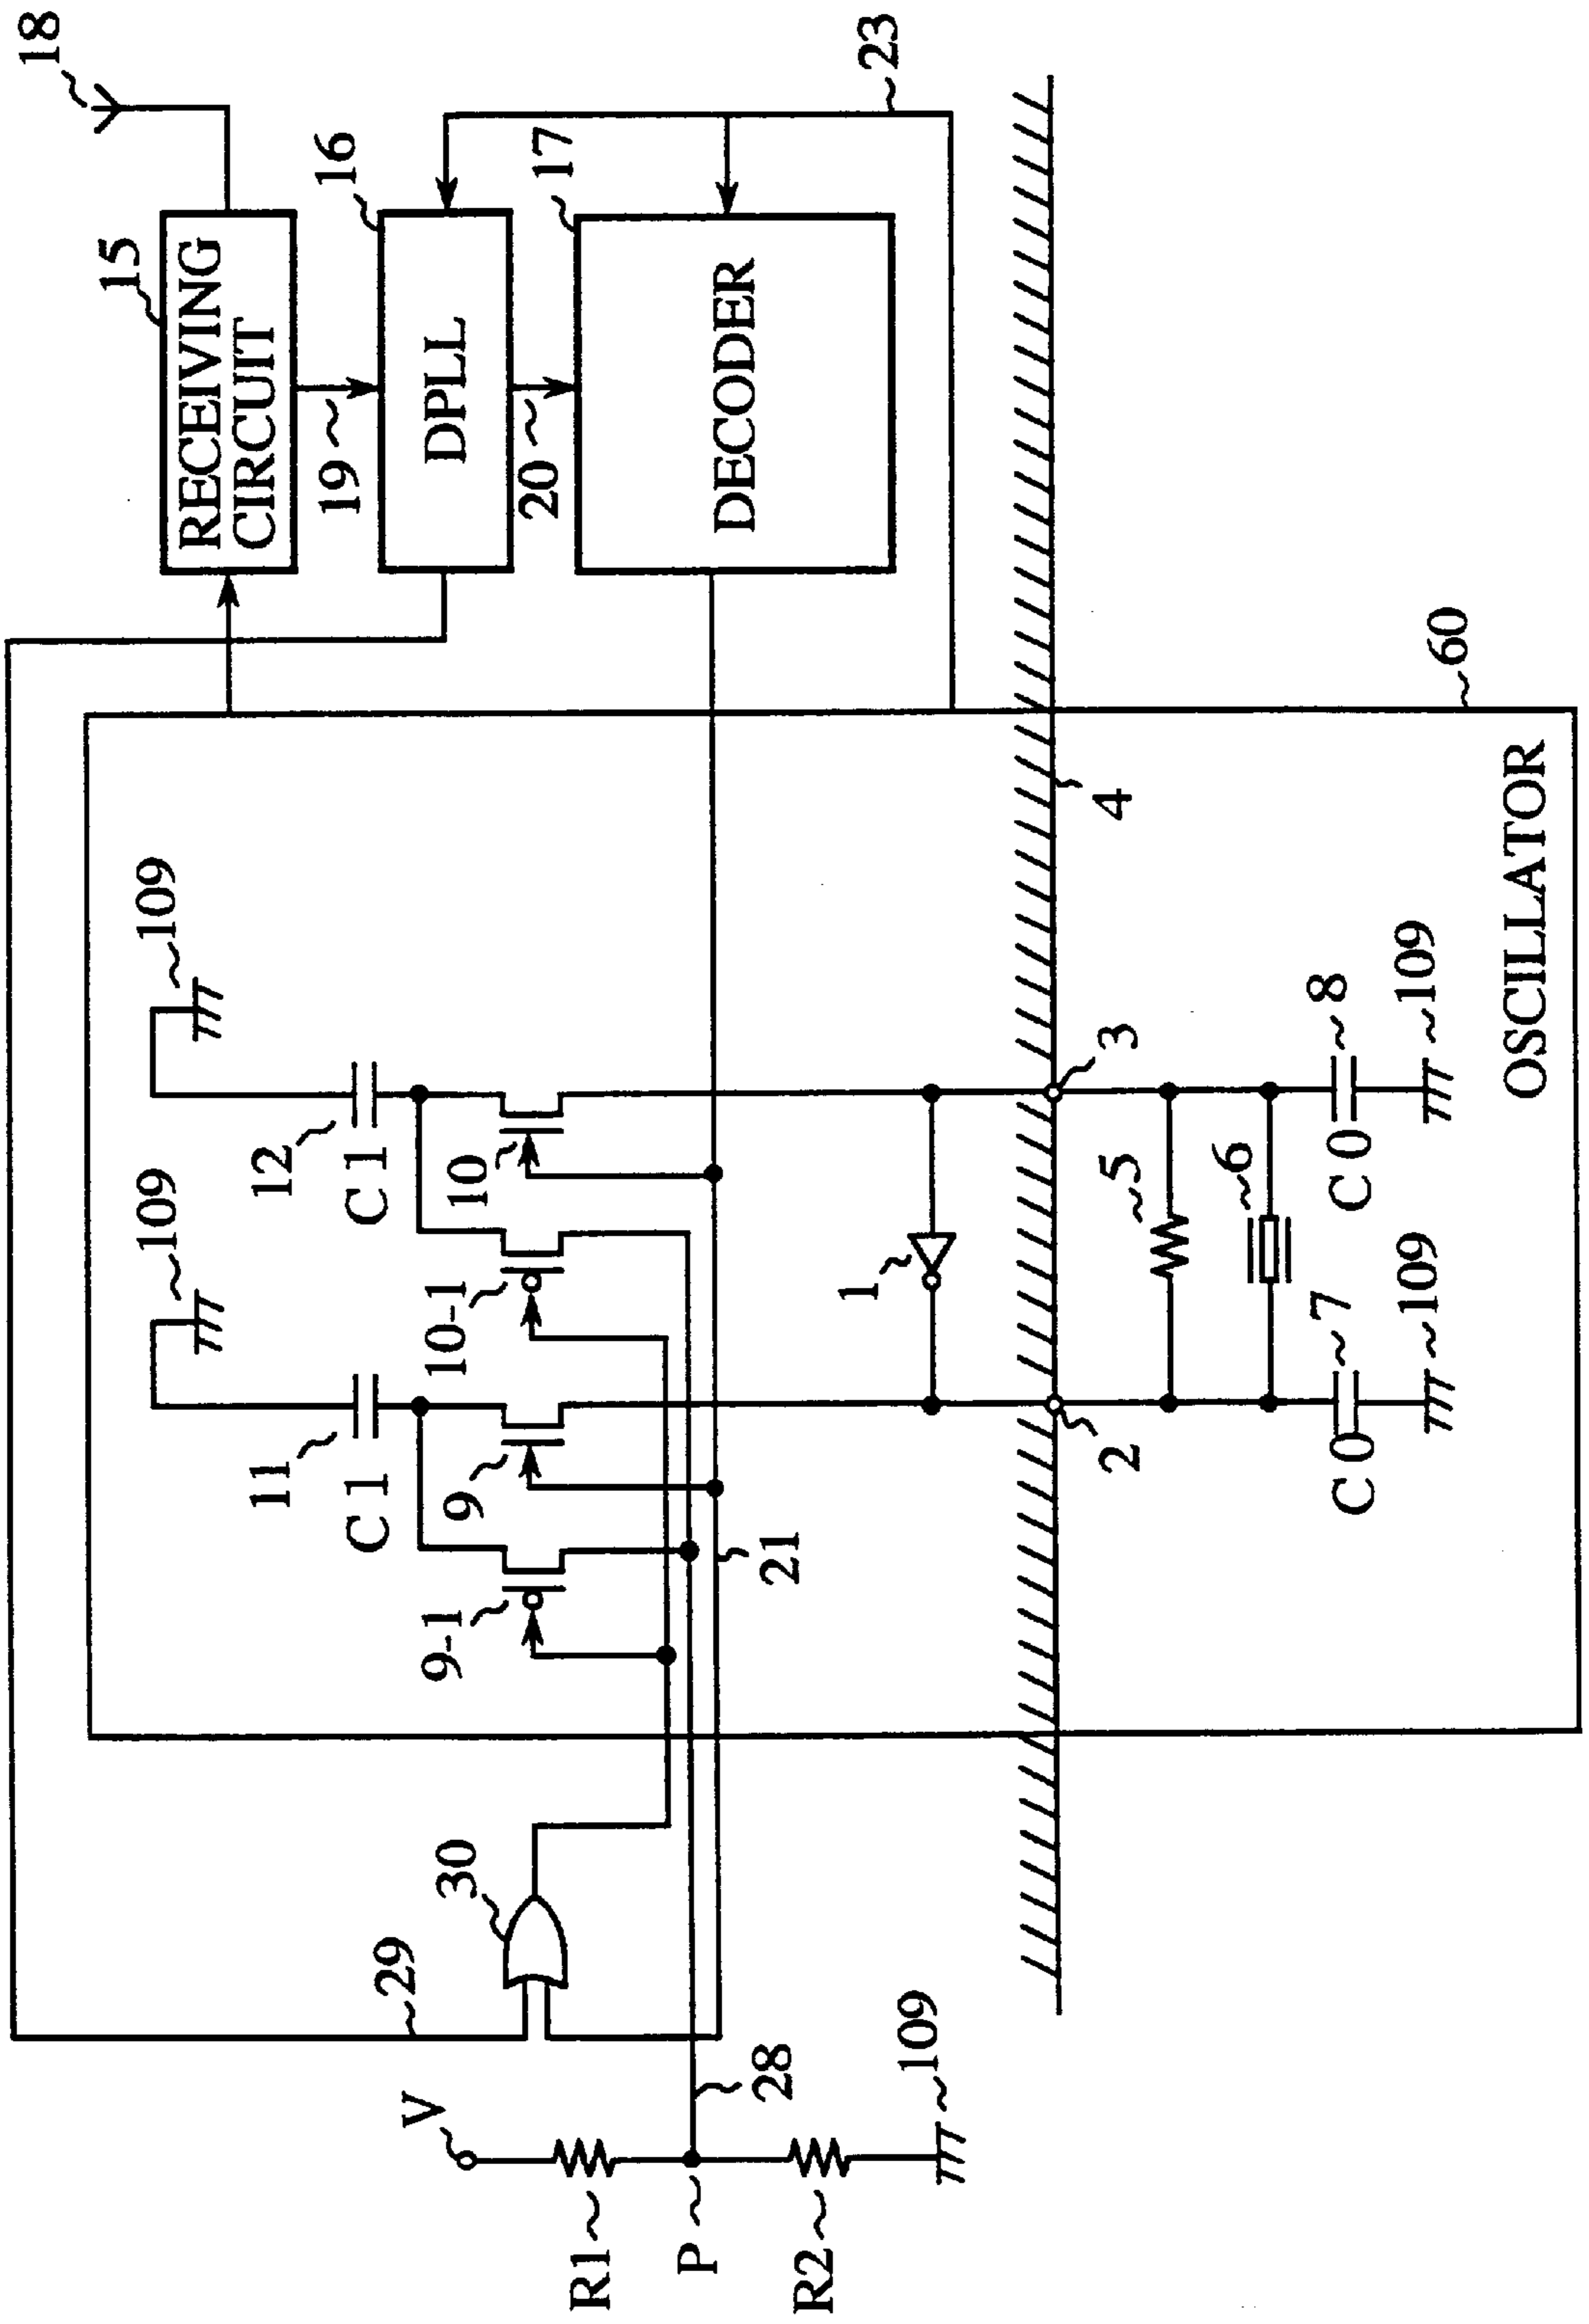 18
15
RECEIVING
CIRCUIT
19
16
DPLL
20
17
DECODER
23
109
12
C 1
10
10-1
109
11
C 1
9
9-1
21
1
4
3
2
5
6
8
C 0
109
7
C 0
109
60
OSCILLATOR
29
30
V
R1
P
28
R2
109